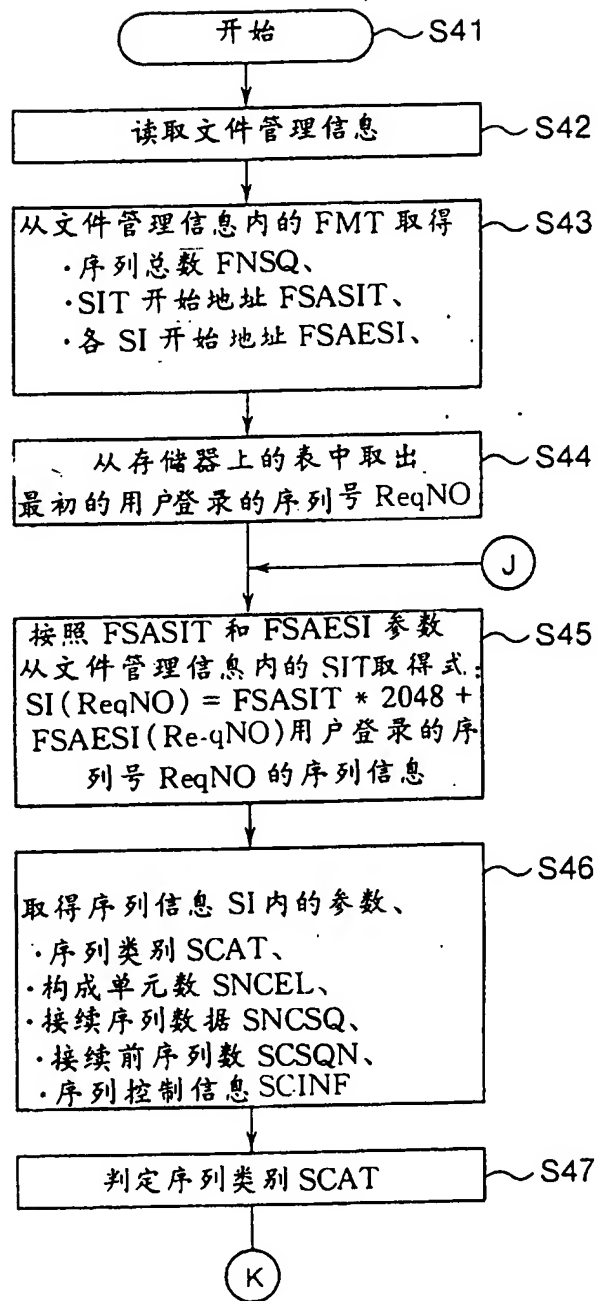 开始
S41
读取文件管理信息
S42
从文件管理信息内的 FMT 取得
·序列总数 FNSQ、
·SIT 开始地址 FSASIT、
·各 SI 开始地址 FSAESI、
S43
从存储器上的表中取出
最初的用户登录的序列号 ReqNO
S44
J
按照 FSASIT 和 FSAESI 参数
从文件管理信息内的 SIT取得式:
SI(ReqNO) = FSASIT * 2048 +
FSAESI(Re-qNO)用户登录的序
列号 ReqNO 的序列信息
S45
取得序列信息 SI 内的参数、
·序列类别 SCAT、
·构成单元数 SNCEL、
·接续序列数据 SNCSQ、
·接续前序列数 SCSQN、
·序列控制信息 SCINF
S46
判定序列类别 SCAT
S47
K